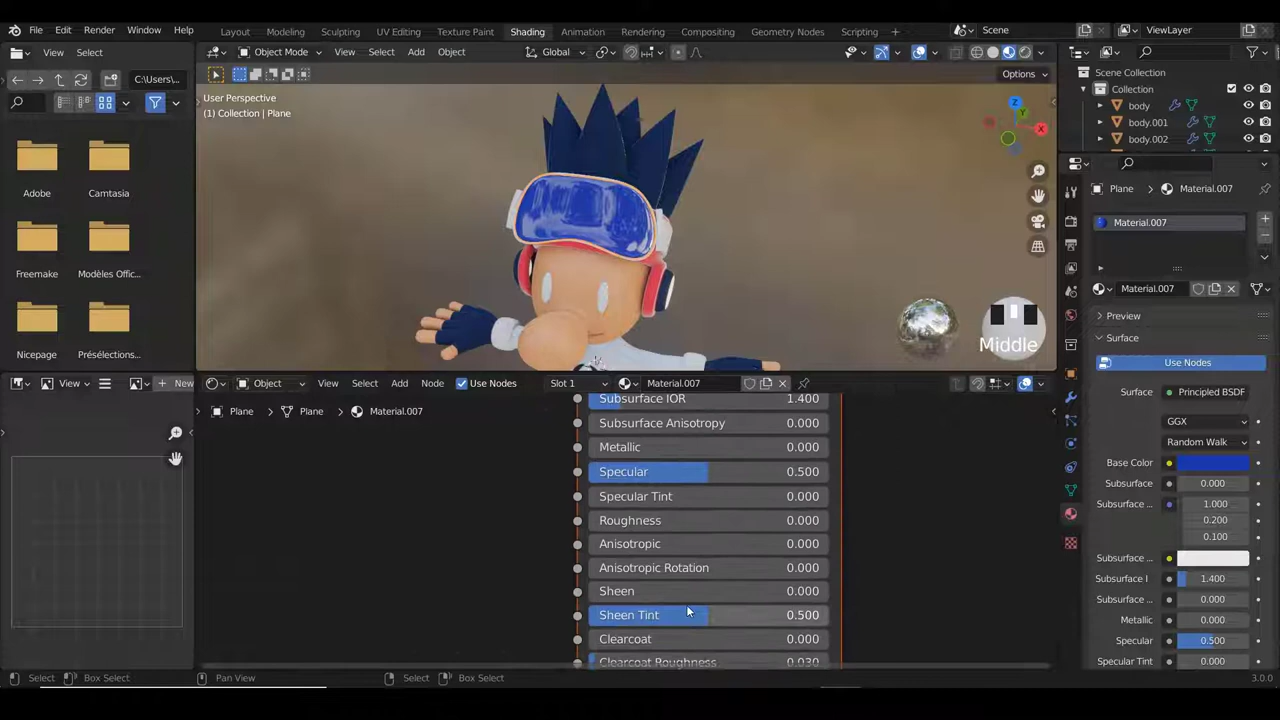 File Edit Render Window Help Layout Modeling Sculpting UV Editing Texture Paint Shading Animation Rendering Compositing Geometry Nodes Scripting + Scene ViewLayer
View Select Object Mode View Select Add Object Global
C:\Users\... Options
User Perspective
(1) Collection | Plane
Z
Y
X
Adobe Camtasia
Freemake Modèles Offic...
Nicepage Présélections...
Middle
Scene Collection
Collection
body
body.001
body.002
Plane Material.007
Material.007
Material.007
Preview
Surface
Use Nodes
Surface Principled BSDF
GGX
Random Walk
Base Color
Subsurface 0.000
Subsurface ... 1.000
0.200
0.100
Subsurface ...
Subsurface I 1.400
Subsurface ... 0.000
Metallic 0.000
Specular 0.500
Specular Tint 0.000
View New Object View Select Add Node Use Nodes Slot 1 Material.007
Plane Plane Material.007
Subsurface IOR 1.400
Subsurface Anisotropy 0.000
Metallic 0.000
Specular 0.500
Specular Tint 0.000
Roughness 0.000
Anisotropic 0.000
Anisotropic Rotation 0.000
Sheen 0.000
Sheen Tint 0.500
Clearcoat 0.000
Clearcoat Roughness 0.030
Select Box Select Pan View Select Box Select 3.0.0